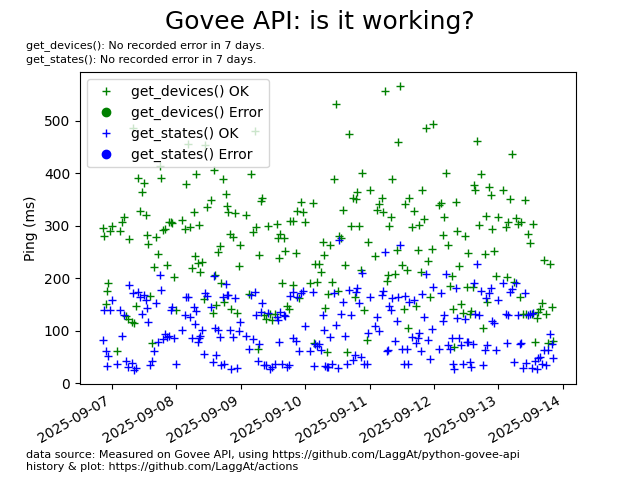 Govee API: is it working?
get_devices(): No recorded error in 7 days.
get_states(): No recorded error in 7 days.
get_devices() OK
get_devices() Error
get_states() OK
get_states() Error
Ping (ms)
500
400
300
200
100
0
2025-09-07
2025-09-08
2025-09-09
2025-09-10
2025-09-11
2025-09-12
2025-09-13
2025-09-14
data source: Measured on Govee API, using https://github.com/LaggAt/python-govee-api
history & plot: https://github.com/LaggAt/actions